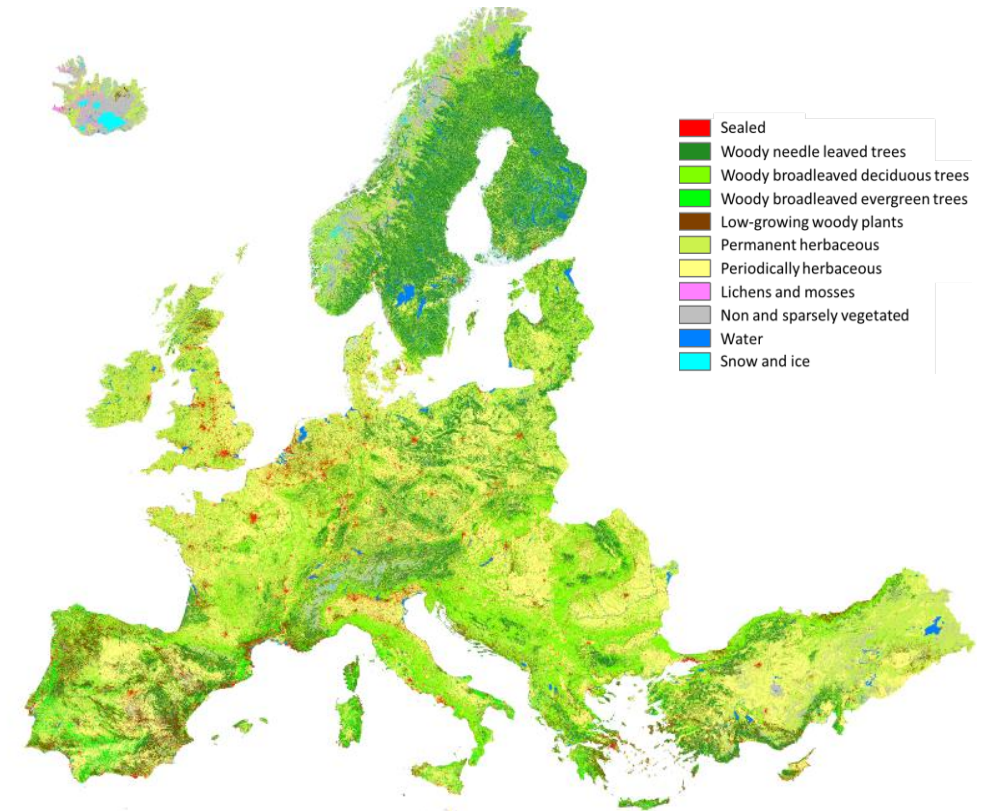 Sealed
Woody needle leaved trees
Woody broadleaved deciduous trees
Woody broadleaved evergreen trees
Low-growing woody plants
Permanent herbaceous
Periodically herbaceous
Lichens and mosses
Non and sparsely vegetated
Water
Snow and ice